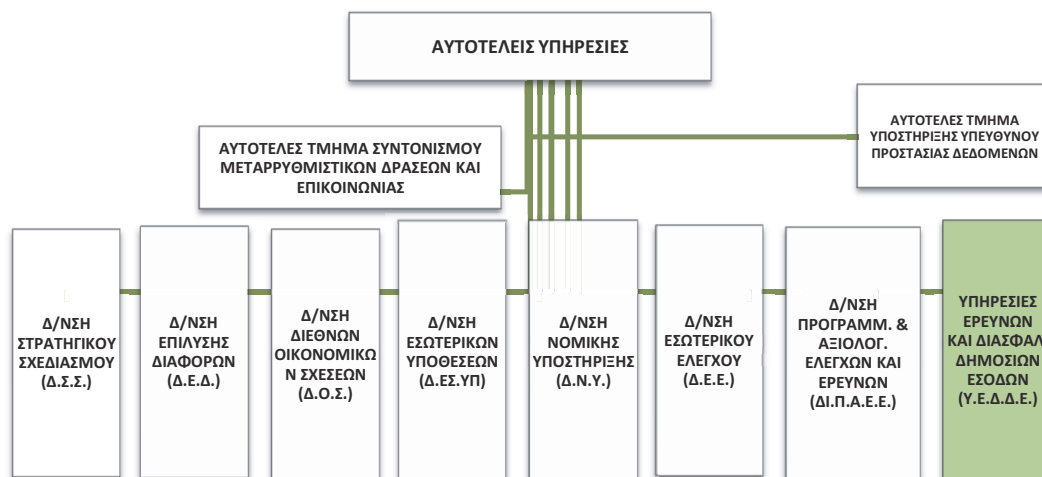 ΑΥΤΟΤΕΛΕΙΣ ΥΠΗΡΕΣΙΕΣ
ΑΥΤΟΤΕΛΕΣ ΤΜΗΜΑ
ΥΠΟΣΤΗΡΙΞΗΣ ΥΠΕΥΘΥΝΟΥ
ΠΡΟΣΤΑΣΙΑΣ ΔΕΔΟΜΕΝΩΝ
ΑΥΤΟΤΕΛΕΣ ΤΜΗΜΑ ΣΥΝΤΟΝΙΣΜΟΥ
ΜΕΤΑΡΡΥΘΜΙΣΤΙΚΩΝ ΔΡΑΣΕΩΝ ΚΑΙ
ΕΠΙΚΟΙΝΩΝΙΑΣ
Δ/ΝΣΗ
ΣΤΡΑΤΗΓΙΚΟΥ
ΣΧΕΔΙΑΣΜΟΥ
(Δ.Σ.Σ.)
Δ/ΝΣΗ
ΕΠΙΛΥΣΗΣ
ΔΙΑΦΟΡΩΝ
(Δ.Ε.Δ.)
Δ/ΝΣΗ
ΔΙΕΘΝΩΝ
ΟΙΚΟΝΟΜΙΚΩ
Ν ΣΧΕΣΕΩΝ
(Δ.Ο.Σ.)
Δ/ΝΣΗ
ΕΣΩΤΕΡΙΚΩΝ
ΥΠΟΘΕΣΕΩΝ
(Δ.ΕΣ.ΥΠ)
Δ/ΝΣΗ
ΝΟΜΙΚΗΣ
ΥΠΟΣΤΗΡΙΞΗΣ
(Δ.Ν.Υ.)
Δ/ΝΣΗ
ΕΣΩΤΕΡΙΚΟΥ
ΕΛΕΓΧΟΥ
(Δ.Ε.Ε.)
Δ/ΝΣΗ
ΠΡΟΓΡΑΜΜ. &
ΑΞΙΟΛΟΓ.
ΕΛΕΓΧΩΝ ΚΑΙ
ΕΡΕΥΝΩΝ
(ΔΙ.Π.Α.Ε.Ε.)
ΥΠΗΡΕΣΙΕΣ
ΕΡΕΥΝΩΝ
ΚΑΙ ΔΙΑΣΦΑΛ
ΔΗΜΟΣΙΩΝ
ΕΣΟΔΩΝ
(Υ.Ε.Δ.Δ.Ε.)